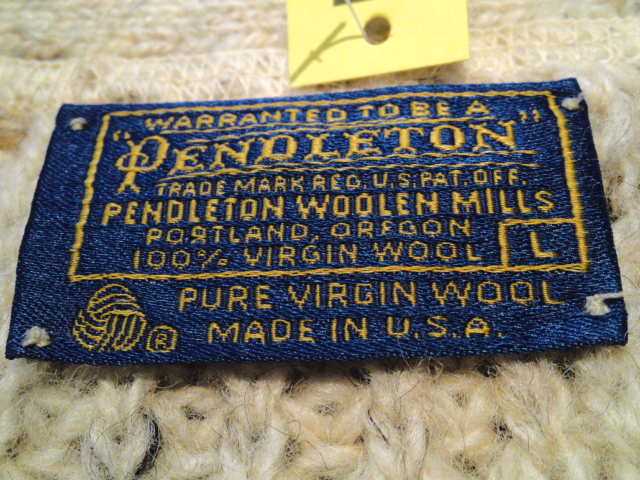 WARRANTED TO BE A
"PENDLETON"
TRADE MARK REG. U.S. PAT. OFF.
PENDLETON WOOLEN MILLS
PORTLAND, OREGON
100% VIRGIN WOOL L
PURE VIRGIN WOOL
® MADE IN U.S.A.